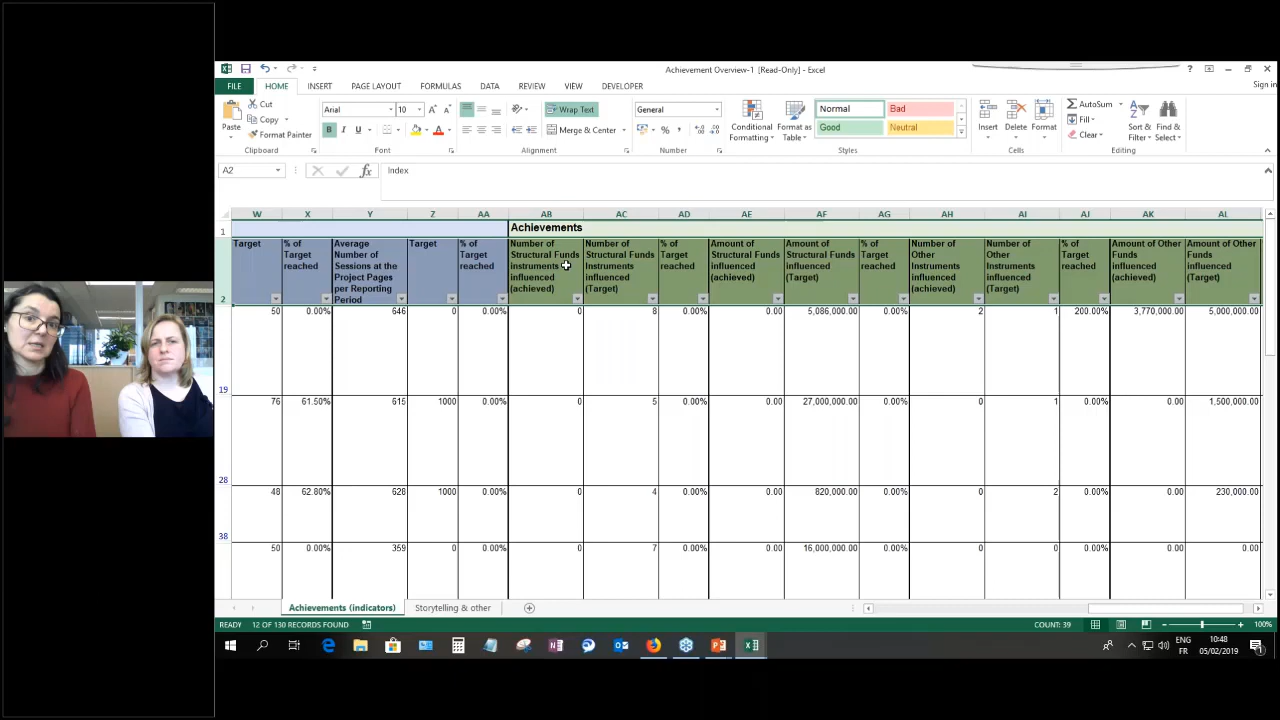 Achievement Overview-1 [Read-Only] - Excel
?
FILE HOME INSERT PAGE LAYOUT FORMULAS DATA REVIEW VIEW DEVELOPER
Sign in
Cut
Copy
Format Painter
Paste
Arial 10
Wrap Text
Merge & Center
General
Conditional Formatting
Format as Table
Normal Bad
Good Neutral
Insert Delete Format
AutoSum
Fill
Clear
Sort & Filter
Find & Select
Clipboard Font Alignment Number Styles Cells Editing
A2 fx Index
W X Y Z AA AB AC AD AE AF AG AH AI AJ AK AL
1 Achievements
Target
% of Target reached
Average Number of Sessions at the Project Pages per Reporting Period
Target
% of Target reached
Number of Structural Funds instruments influenced (achieved)
Number of Structural Funds Instruments influenced (Target)
% of Target reached
Amount of Structural Funds influenced (achieved)
Amount of Structural Funds influenced (Target)
% of Target reached
Number of Other Instruments influenced (achieved)
Number of Other Instruments influenced (Target)
% of Target reached
Amount of Other Funds influenced (achieved)
Amount of Other Funds influenced (Target)
2
50 0.00% 646 0 0.00% 0 8 0.00% 0.00 5,086,000.00 0.00% 2 1 200.00% 3,770,000.00 5,000,000.00
19
76 61.50% 615 1000 0.00% 0 5 0.00% 0.00 27,000,000.00 0.00% 0 1 0.00% 0.00 1,500,000.00
28
48 62.80% 628 1000 0.00% 0 4 0.00% 0.00 820,000.00 0.00% 0 2 0.00% 0.00 230,000.00
38
50 0.00% 359 0 0.00% 0 7 0.00% 0.00 16,000,000.00 0.00% 0 0 0.00% 0.00 0.00
Achievements (indicators) Storytelling & other
READY 12 OF 130 RECORDS FOUND COUNT: 39 100%
ENG 10:48
FR 05/02/2019